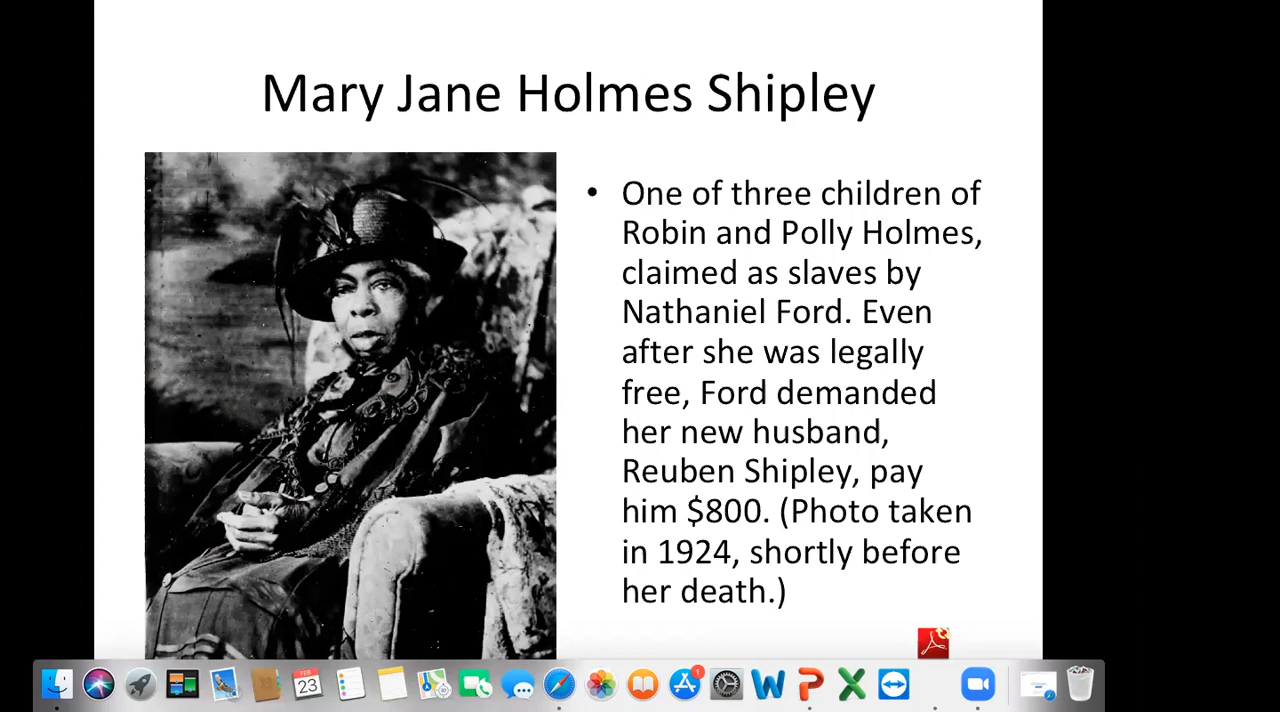 Mary Jane Holmes Shipley
• One of three children of
Robin and Polly Holmes,
claimed as slaves by
Nathaniel Ford. Even
after she was legally
free, Ford demanded
her new husband,
Reuben Shipley, pay
him $800. (Photo taken
in 1924, shortly before
her death.)
FEB
23
1
W
P
X